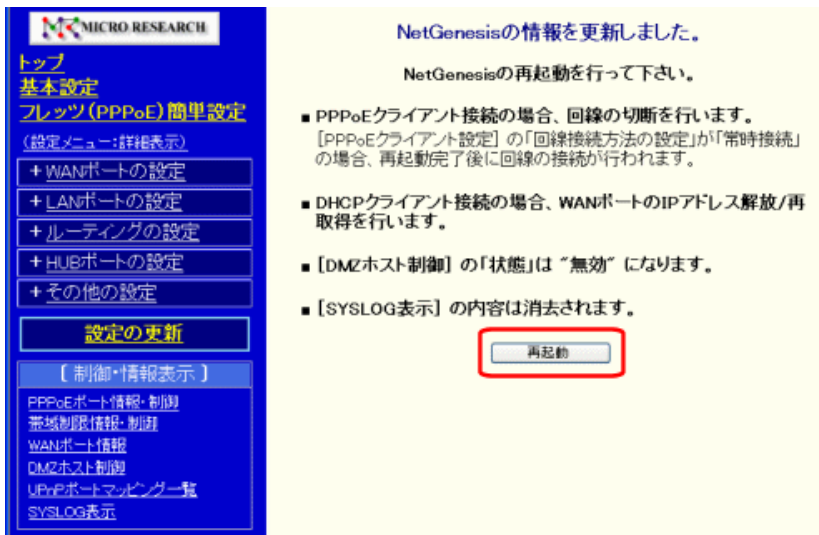 MICRO RESEARCH
トップ
基本設定
フレッツ(PPPoE)簡単設定
(設定メニュー:詳細表示)
+WANポートの設定
+LANポートの設定
+ルーティングの設定
+HUBポートの設定
+その他の設定
設定の更新
[ 制御・情報表示 ]
PPPoEポート情報・制御
帯域制限情報・制御
WANポート情報
DMZホスト制御
UPnPポートマッピング一覧
SYSLOG表示
NetGenesisの情報を更新しました。
NetGenesisの再起動を行って下さい。
■ PPPoEクライアント接続の場合、回線の切断を行います。
[PPPoEクライアント設定] の「回線接続方法の設定」が「常時接続」
の場合、再起動完了後に回線の接続が行われます。
■ DHCPクライアント接続の場合、WANポートのIPアドレス解放/再
取得を行います。
■ [DMZホスト制御] の「状態」は "無効" になります。
■ [SYSLOG表示] の内容は消去されます。
再起動